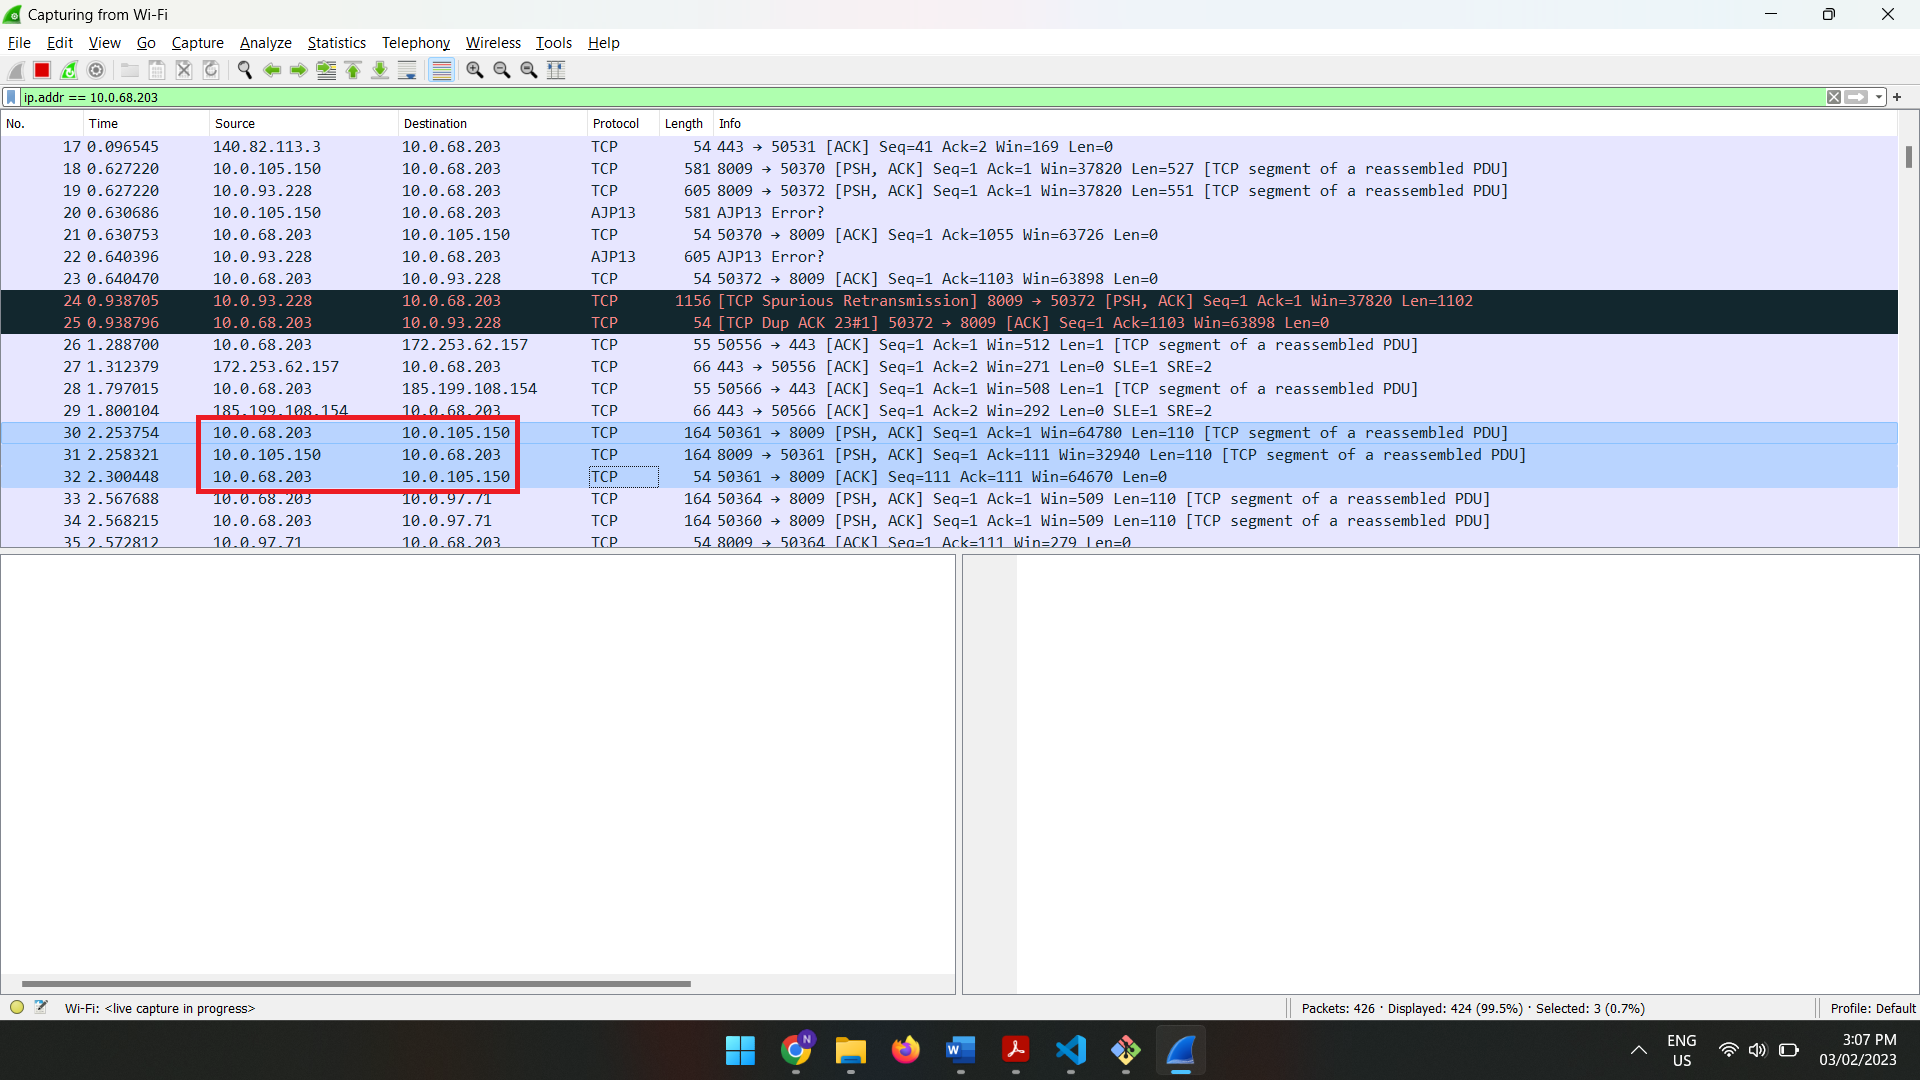 Capturing from Wi-Fi
File Edit View Go Capture Analyze Statistics Telephony Wireless Tools Help
ip.addr == 10.0.68.203
No. Time Source Destination Protocol Length Info
17 0.096545 140.82.113.3 10.0.68.203 TCP 54 443 → 50531 [ACK] Seq=41 Ack=2 Win=169 Len=0
18 0.627220 10.0.105.150 10.0.68.203 TCP 581 8009 → 50370 [PSH, ACK] Seq=1 Ack=1 Win=37820 Len=527 [TCP segment of a reassembled PDU]
19 0.627220 10.0.93.228 10.0.68.203 TCP 605 8009 → 50372 [PSH, ACK] Seq=1 Ack=1 Win=37820 Len=551 [TCP segment of a reassembled PDU]
20 0.630686 10.0.105.150 10.0.68.203 AJP13 581 AJP13 Error?
21 0.630753 10.0.68.203 10.0.105.150 TCP 54 50370 → 8009 [ACK] Seq=1 Ack=1055 Win=63726 Len=0
22 0.640396 10.0.93.228 10.0.68.203 AJP13 605 AJP13 Error?
23 0.640470 10.0.68.203 10.0.93.228 TCP 54 50372 → 8009 [ACK] Seq=1 Ack=1103 Win=63898 Len=0
24 0.938705 10.0.93.228 10.0.68.203 TCP 1156 [TCP Spurious Retransmission] 8009 → 50372 [PSH, ACK] Seq=1 Ack=1 Win=37820 Len=1102
25 0.938796 10.0.68.203 10.0.93.228 TCP 54 [TCP Dup ACK 23#1] 50372 → 8009 [ACK] Seq=1 Ack=1103 Win=63898 Len=0
26 1.288700 10.0.68.203 172.253.62.157 TCP 55 50556 → 443 [ACK] Seq=1 Ack=1 Win=512 Len=1 [TCP segment of a reassembled PDU]
27 1.312379 172.253.62.157 10.0.68.203 TCP 66 443 → 50556 [ACK] Seq=1 Ack=2 Win=271 Len=0 SLE=1 SRE=2
28 1.797015 10.0.68.203 185.199.108.154 TCP 55 50566 → 443 [ACK] Seq=1 Ack=1 Win=508 Len=1 [TCP segment of a reassembled PDU]
29 1.800104 185.199.108.154 10.0.68.203 TCP 66 443 → 50566 [ACK] Seq=1 Ack=2 Win=292 Len=0 SLE=1 SRE=2
30 2.253754 10.0.68.203 10.0.105.150 TCP 164 50361 → 8009 [PSH, ACK] Seq=1 Ack=1 Win=64780 Len=110 [TCP segment of a reassembled PDU]
31 2.258321 10.0.105.150 10.0.68.203 TCP 164 8009 → 50361 [PSH, ACK] Seq=1 Ack=111 Win=32940 Len=110 [TCP segment of a reassembled PDU]
32 2.300448 10.0.68.203 10.0.105.150 TCP 54 50361 → 8009 [ACK] Seq=111 Ack=111 Win=64670 Len=0
33 2.567688 10.0.68.203 10.0.97.71 TCP 164 50364 → 8009 [PSH, ACK] Seq=1 Ack=1 Win=509 Len=110 [TCP segment of a reassembled PDU]
34 2.568215 10.0.68.203 10.0.97.71 TCP 164 50360 → 8009 [PSH, ACK] Seq=1 Ack=1 Win=509 Len=110 [TCP segment of a reassembled PDU]
35 2.572812 10.0.97.71 10.0.68.203 TCP 54 8009 → 50364 [ACK] Seq=1 Ack=111 Win=279 Len=0
Wi-Fi: <live capture in progress> Packets: 426 · Displayed: 424 (99.5%) · Selected: 3 (0.7%) Profile: Default
N
ENG
US
3:07 PM
03/02/2023